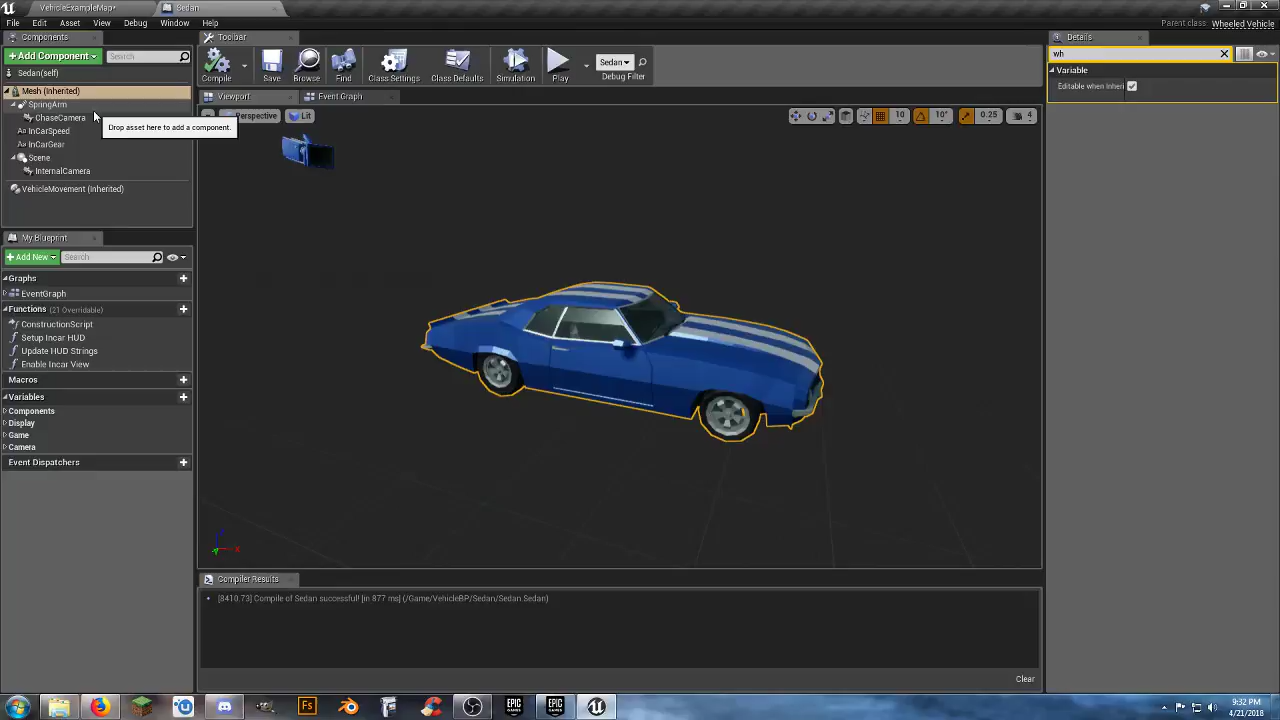 VehicleExampleMap*
Sedan
File Edit Asset View Debug Window Help
Parent class: Wheeled Vehicle
Components
Toolbar
Details
+Add Component
Search
Compile
Save
Browse
Find
Class Settings
Class Defaults
Simulation
Play
Sedan
Debug Filter
wh
Sedan(self)
Variable
Editable when Inheri
Mesh (Inherited)
SpringArm
ChaseCamera
InCarSpeed
InCarGear
Scene
InternalCamera
VehicleMovement (Inherited)
Drop asset here to add a component.
Viewport
Event Graph
Perspective
Lit
10
10°
0.25
4
My Blueprint
+Add New
Search
Graphs
EventGraph
Functions (21 Overridable)
ConstructionScript
Setup Incar HUD
Update HUD Strings
Enable Incar View
Macros
Variables
Components
Display
Game
Camera
Event Dispatchers
Compiler Results
[8410.73] Compile of Sedan successful! [in 877 ms] (/Game/VehicleBP/Sedan/Sedan.Sedan)
Clear
Fs
EPIC GAMES
EPIC GAMES
9:32 PM
4/21/2018